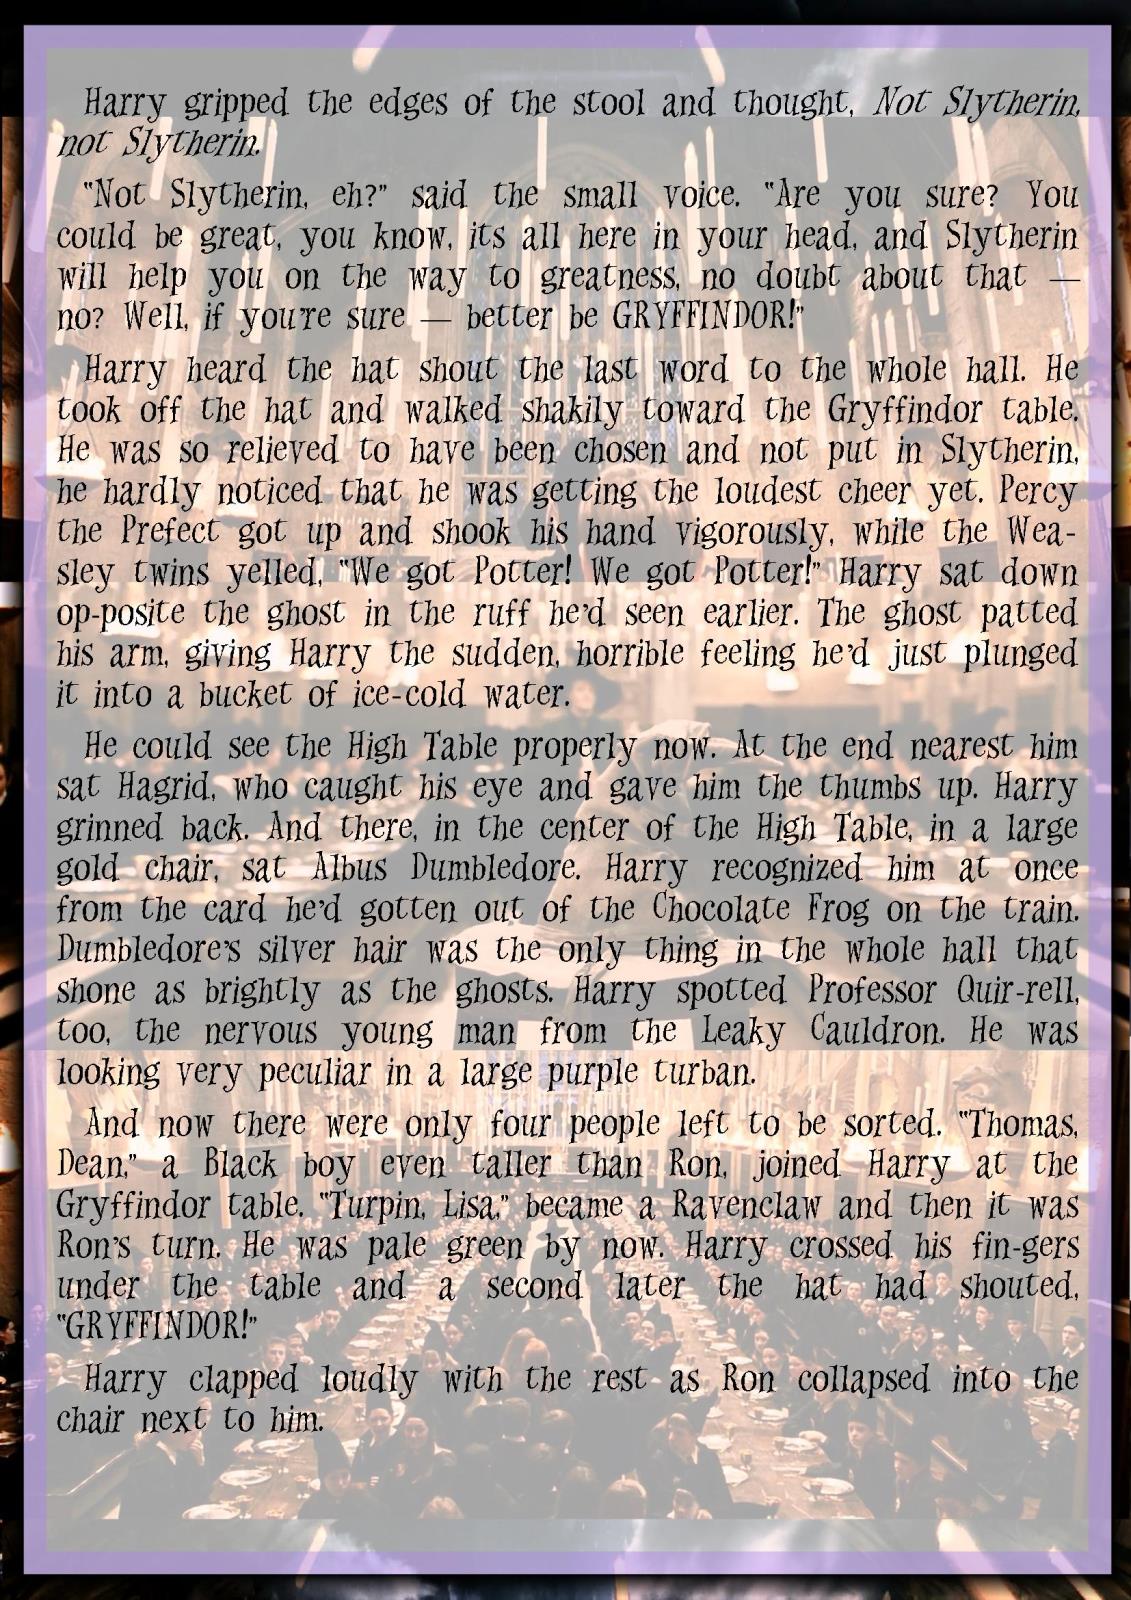 Harry gripped the edges of the stool and thought, Not Slytherin,
not Slytherin.
"Not Slytherin, eh?" said the small voice. "Are you sure? You
could be great, you know, its all here in your head, and Slytherin
will help you on the way to greatness, no doubt about that —
no? Well, if you're sure — better be GRYFFINDOR!"
Harry heard the hat shout the last word to the whole hall. He
took off the hat and walked shakily toward the Gryffindor table.
He was so relieved to have been chosen and not put in Slytherin,
he hardly noticed that he was getting the loudest cheer yet. Percy
the Prefect got up and shook his hand vigorously, while the Wea-
sley twins yelled, "We got Potter! We got Potter!" Harry sat down
op-posite the ghost in the ruff he'd seen earlier. The ghost patted
his arm, giving Harry the sudden, horrible feeling he'd just plunged
it into a bucket of ice-cold water.
He could see the High Table properly now. At the end nearest him
sat Hagrid, who caught his eye and gave him the thumbs up. Harry
grinned back. And there, in the center of the High Table, in a large
gold chair, sat Albus Dumbledore. Harry recognized him at once
from the card he'd gotten out of the Chocolate Frog on the train.
Dumbledore's silver hair was the only thing in the whole hall that
shone as brightly as the ghosts. Harry spotted Professor Quir-rell,
too, the nervous young man from the Leaky Cauldron. He was
looking very peculiar in a large purple turban.
And now there were only four people left to be sorted. "Thomas,
Dean," a Black boy even taller than Ron, joined Harry at the
Gryffindor table. "Turpin, Lisa," became a Ravenclaw and then it was
Ron's turn. He was pale green by now. Harry crossed his fin-gers
under the table and a second later the hat had shouted,
"GRYFFINDOR!"
Harry clapped loudly with the rest as Ron collapsed into the
chair next to him.